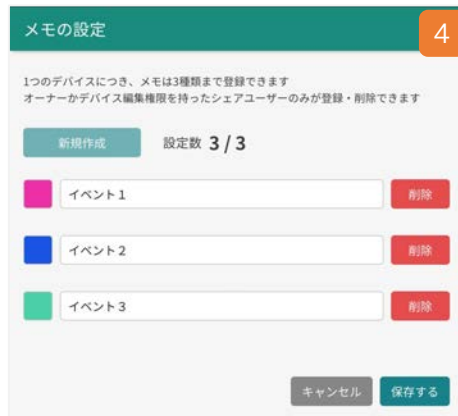 メモの設定
4
1つのデバイスにつき、メモは3種類まで登録できます
オーナーかデバイス編集権限を持ったシェアユーザーのみが登録・削除できます
新規作成 設定数 3 / 3
イベント1 削除
イベント2 削除
イベント3 削除
キャンセル 保存する